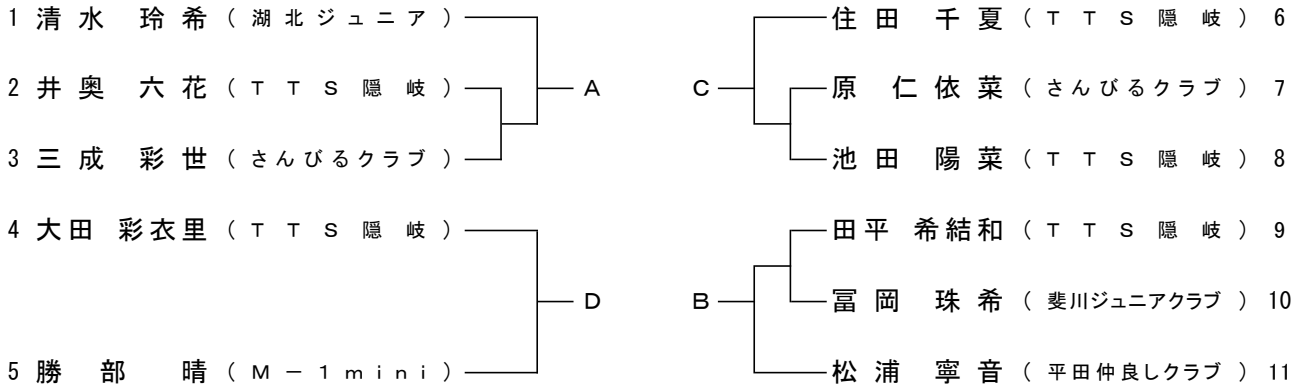 1 清水 玲希 (湖北ジュニア)
2 井奥 六花 (TTS隠岐)
A
3 三成 彩世 (さんびるクラブ)
4 大田 彩衣里 (TTS隠岐)
D
5 勝部 晴 (M-1mini)
住田 千夏 (TTS隠岐) 6
C
原 仁依菜 (さんびるクラブ) 7
池田 陽菜 (TTS隠岐) 8
田平 希結和 (TTS隠岐) 9
B
冨岡 珠希 (斐川ジュニアクラブ) 10
松浦 寧音 (平田仲良しクラブ) 11